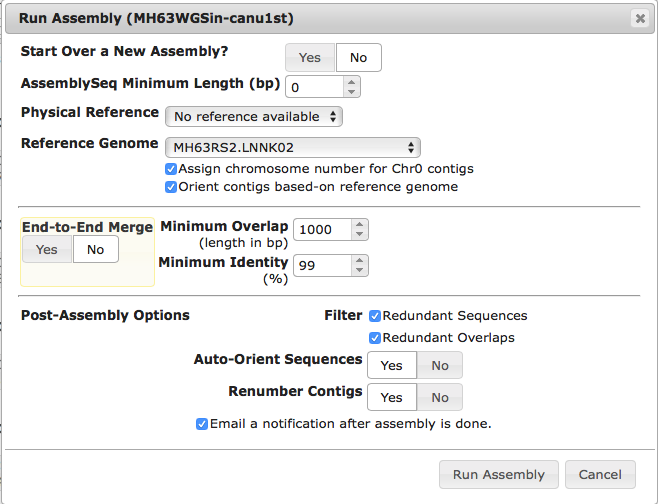 Run Assembly (MH63WGSin-canu1st)
Start Over a New Assembly? Yes No
AssemblySeq Minimum Length (bp) 0
Physical Reference No reference available
Reference Genome MH63RS2.LNNK02
Assign chromosome number for Chr0 contigs
Orient contigs based-on reference genome
End-to-End Merge Minimum Overlap 1000
(length in bp)
Yes No
Minimum Identity 99
(%)
Post-Assembly Options Filter Redundant Sequences
Redundant Overlaps
Auto-Orient Sequences Yes No
Renumber Contigs Yes No
Email a notification after assembly is done.
Run Assembly Cancel